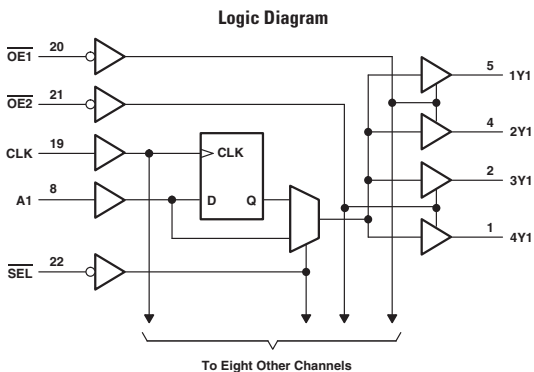 Logic Diagram
OE1 20
OE2 21
CLK 19
A1 8
SEL 22
CLK
D Q
5 1Y1
4 2Y1
2 3Y1
1 4Y1
To Eight Other Channels